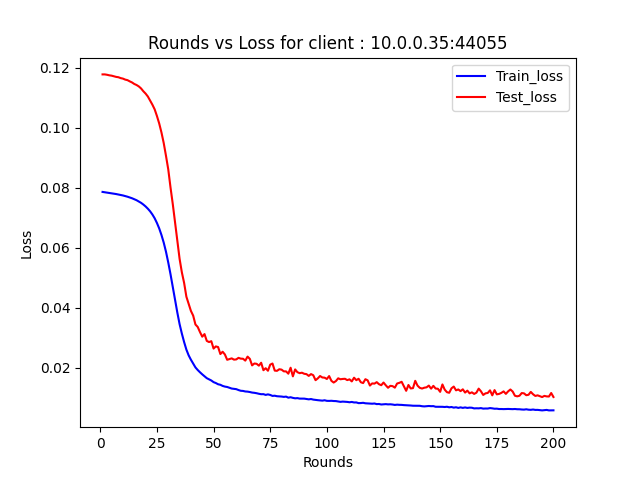 Rounds vs Loss for client : 10.0.0.35:44055
Train_loss
Test_loss
0.12
0.10
0.08
0.06
0.04
0.02
Loss
0 25 50 75 100 125 150 175 200
Rounds